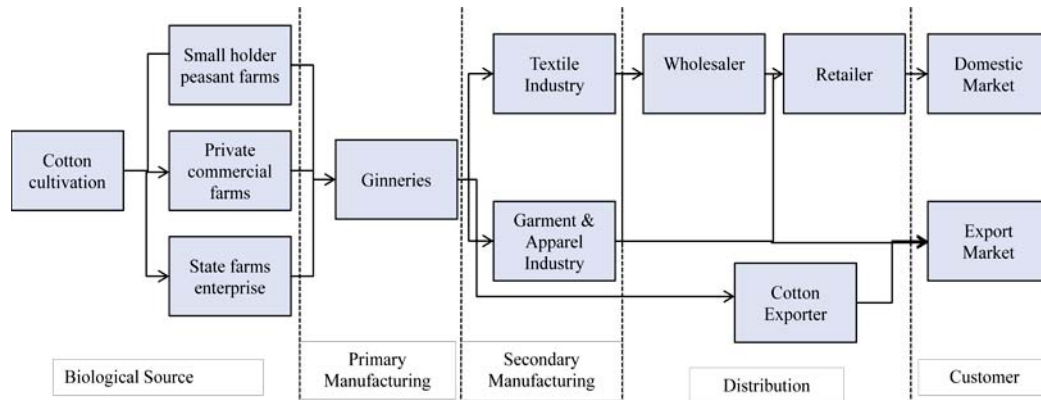 Small holder
peasant farms
Textile
Industry
Wholesaler
Retailer
Domestic
Market
Cotton
cultivation
Private
commercial
farms
Ginneries
Garment &
Apparel
Industry
Export
Market
State farms
enterprise
Cotton
Exporter
Biological Source
Primary
Manufacturing
Secondary
Manufacturing
Distribution
Customer